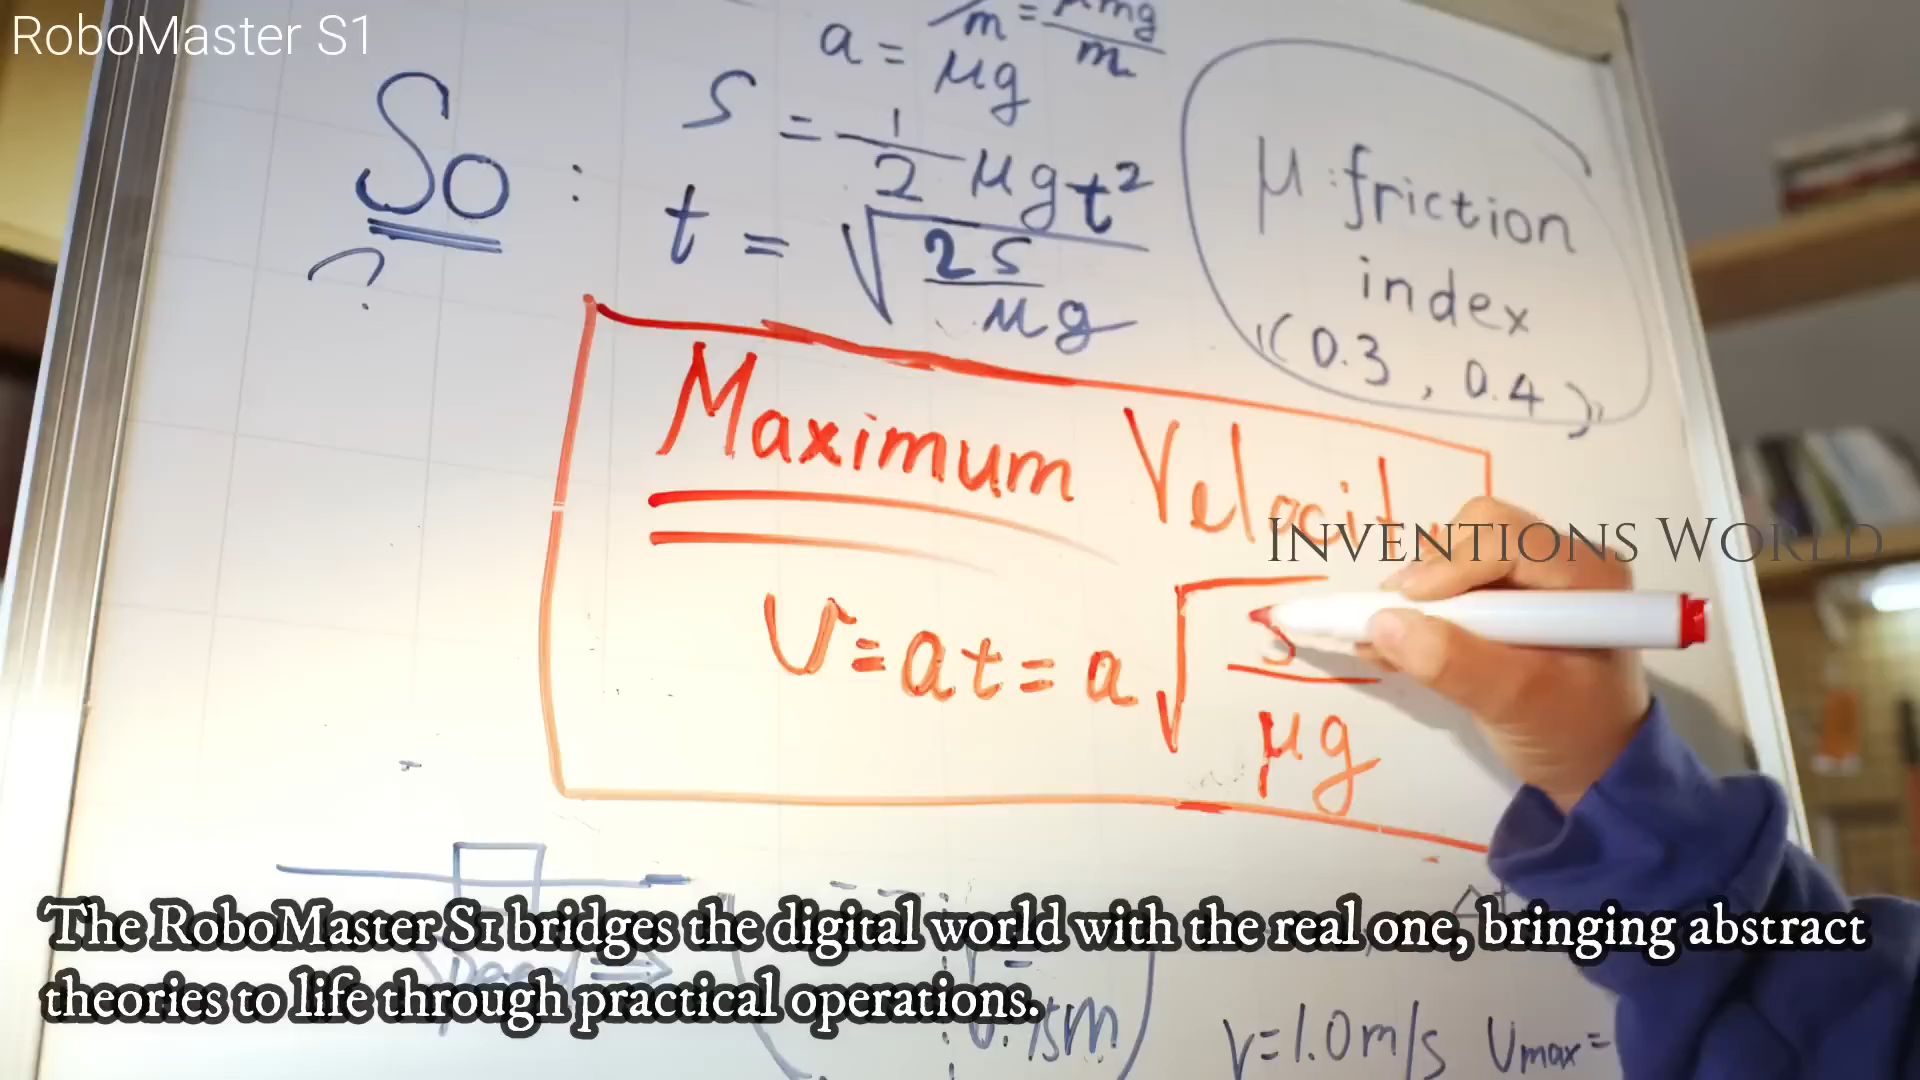 RoboMaster S1
m = μmg
m
a = μg
So : s = 1
2 μgt²
?
t = √ 2s
μg
μ : friction
index
(0.3 , 0.4)
Maximum Velocity
INVENTIONS WORLD
v = at = a √ s
μg
The RoboMaster S1 bridges the digital world with the real one, bringing abstract
theories to life through practical operations.
v=1.0m/s Vmax=